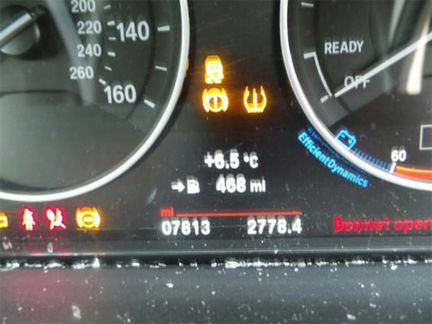 200
220
240
260
140
160
READY
OFF
EfficientDynamics
60
+6.5 °C
468 mi
mi
07813 2778.4
Bonnet open